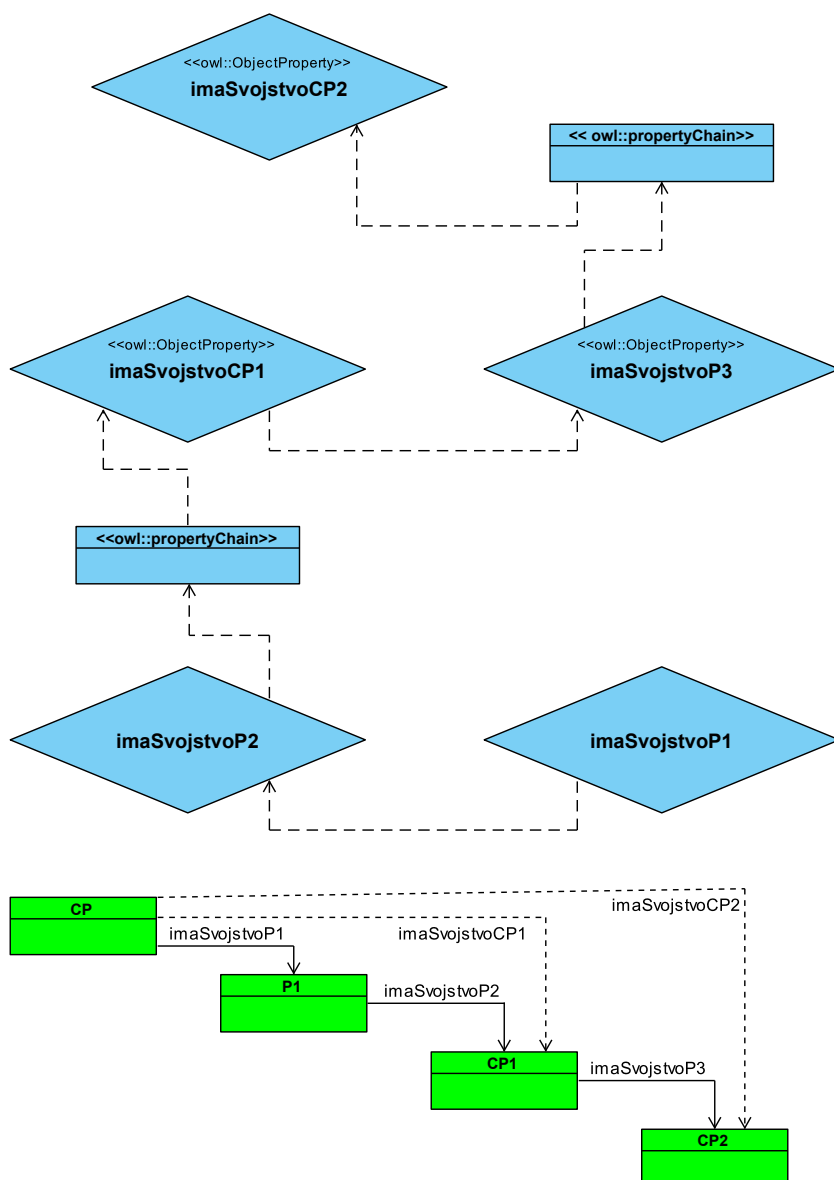 <<owl::ObjectProperty>>
imaSvojstvoCP2
<< owl::propertyChain>>
<<owl::ObjectProperty>>
imaSvojstvoCP1
<<owl::ObjectProperty>>
imaSvojstvoP3
<<owl::propertyChain>>
imaSvojstvoP2
imaSvojstvoP1
CP
imaSvojstvoCP2
imaSvojstvoP1
imaSvojstvoCP1
P1
imaSvojstvoP2
CP1
imaSvojstvoP3
CP2